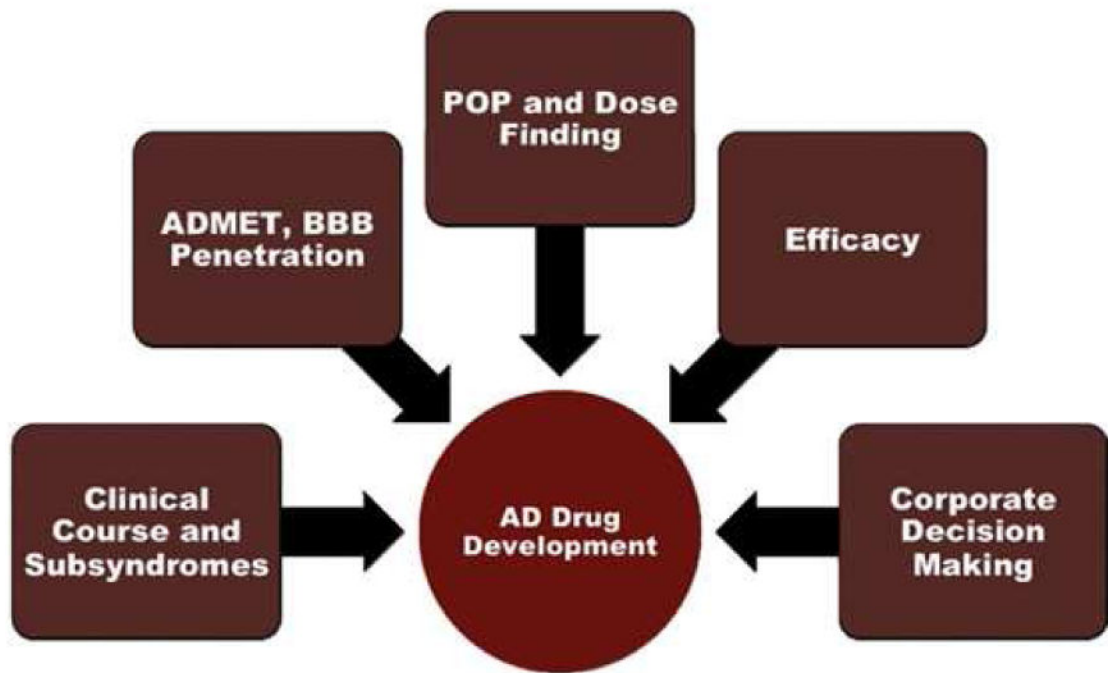 POP and Dose
Finding
ADMET, BBB
Penetration
Efficacy
Clinical
Course and
Subsyndromes
AD Drug
Development
Corporate
Decision
Making